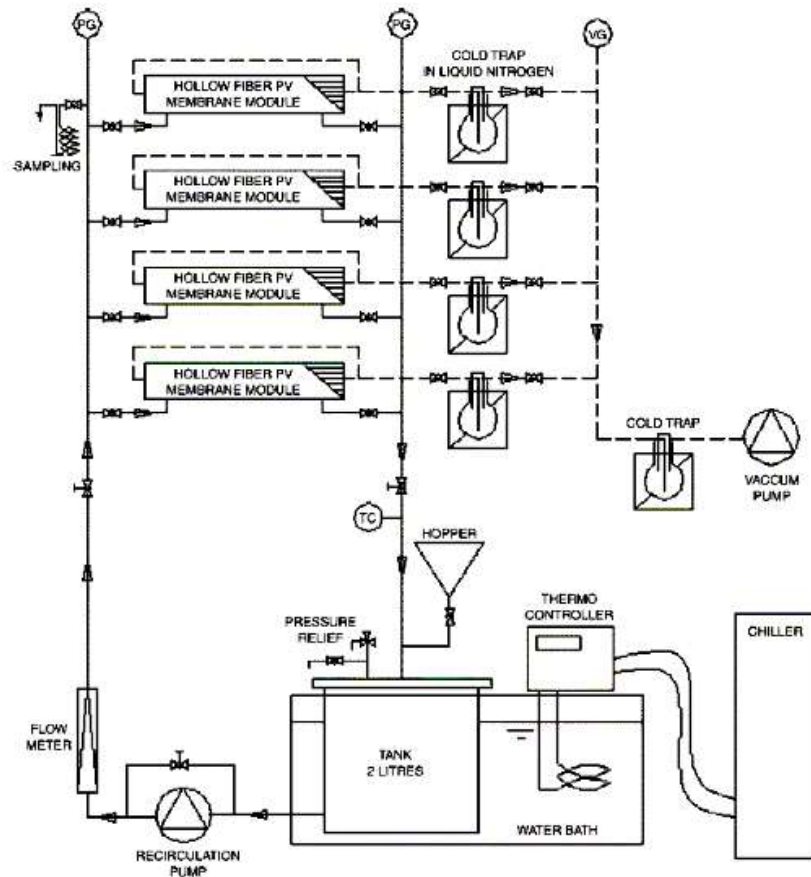 PG
PG
VG
COLD TRAP
IN LIQUID NITROGEN
HOLLOW FIBER PV
MEMBRANE MODULE
SAMPLING
HOLLOW FIBER PV
MEMBRANE MODULE
HOLLOW FIBER PV
MEMBRANE MODULE
HOLLOW FIBER PV
MEMBRANE MODULE
COLD TRAP
VACCUM
PUMP
TC
HOPPER
THERMO
CONTROLLER
CHILLER
PRESSURE
RELIEF
FLOW
METER
TANK
2 LITRES
WATER BATH
RECIRCULATION
PUMP